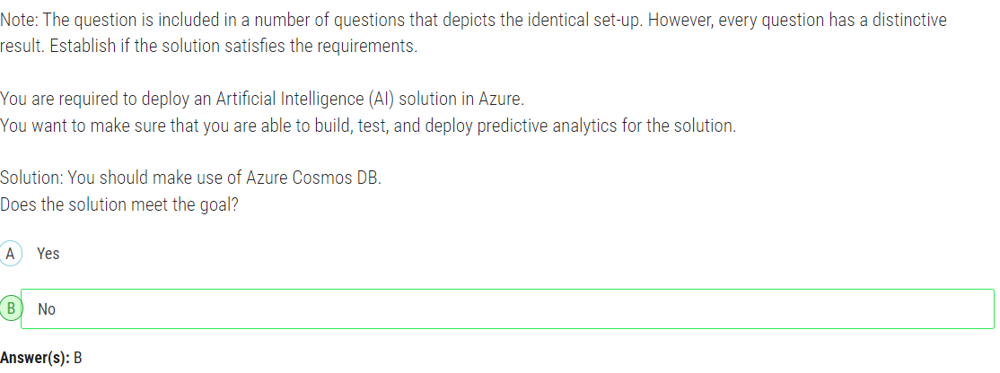 Note: The question is included in a number of questions that depicts the identical set-up. However, every question has a distinctive
result. Establish if the solution satisfies the requirements.
You are required to deploy an Artificial Intelligence (AI) solution in Azure.
You want to make sure that you are able to build, test, and deploy predictive analytics for the solution.
Solution: You should make use of Azure Cosmos DB.
Does the solution meet the goal?
A Yes
B No
Answer(s): B